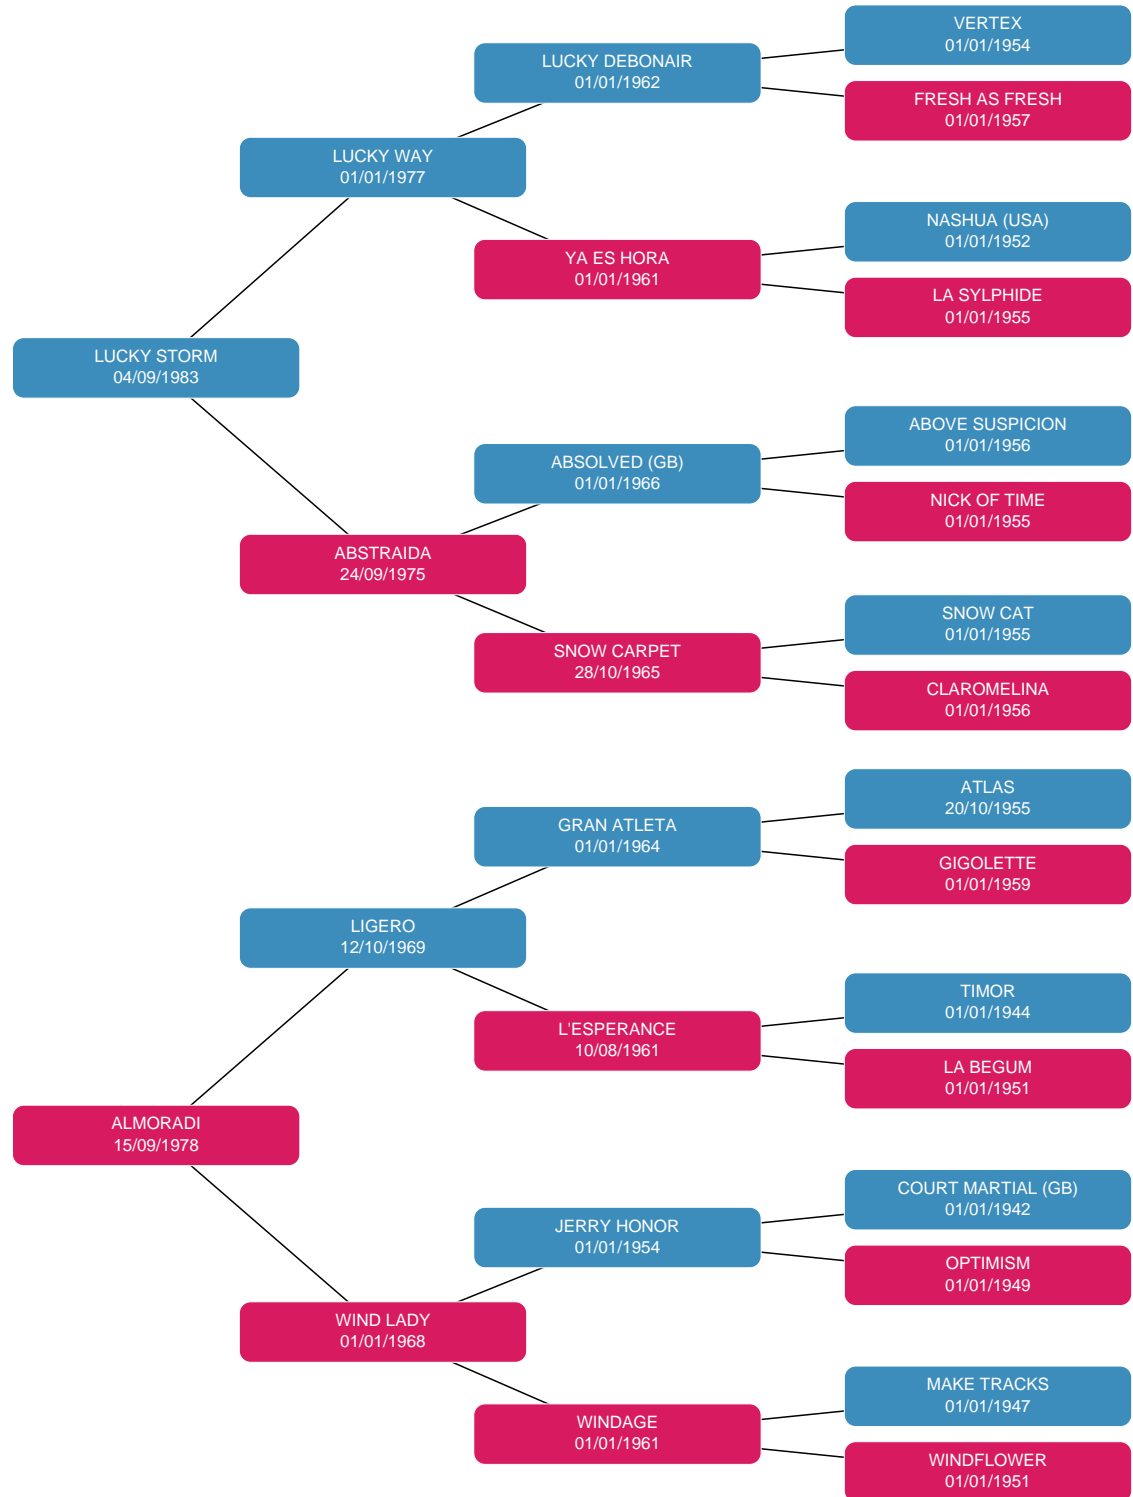 VERTEX
01/01/1954
LUCKY DEBONAIR
01/01/1962
FRESH AS FRESH
01/01/1957
LUCKY WAY
01/01/1977
NASHUA (USA)
01/01/1952
YA ES HORA
01/01/1961
LA SYLPHIDE
01/01/1955
LUCKY STORM
04/09/1983
ABOVE SUSPICION
01/01/1956
ABSOLVED (GB)
01/01/1966
NICK OF TIME
01/01/1955
ABSTRAIDA
24/09/1975
SNOW CAT
01/01/1955
SNOW CARPET
28/10/1965
CLAROMELINA
01/01/1956
ATLAS
20/10/1955
GRAN ATLETA
01/01/1964
GIGOLETTE
01/01/1959
LIGERO
12/10/1969
TIMOR
01/01/1944
L'ESPERANCE
10/08/1961
LA BEGUM
01/01/1951
ALMORADI
15/09/1978
COURT MARTIAL (GB)
01/01/1942
JERRY HONOR
01/01/1954
OPTIMISM
01/01/1949
WIND LADY
01/01/1968
MAKE TRACKS
01/01/1947
WINDAGE
01/01/1961
WINDFLOWER
01/01/1951